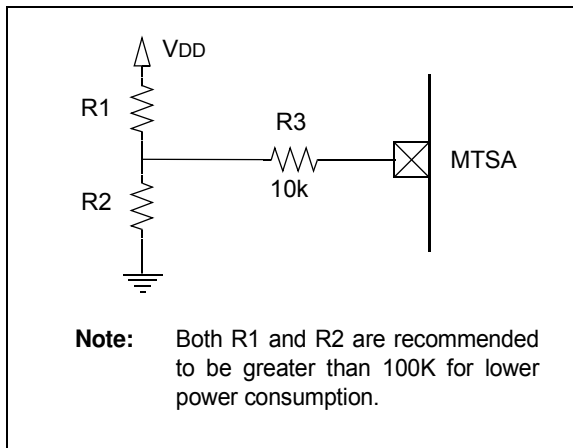 VDD
R1
R3
MTSA
R2
10k
Note: Both R1 and R2 are recommended
to be greater than 100K for lower
power consumption.